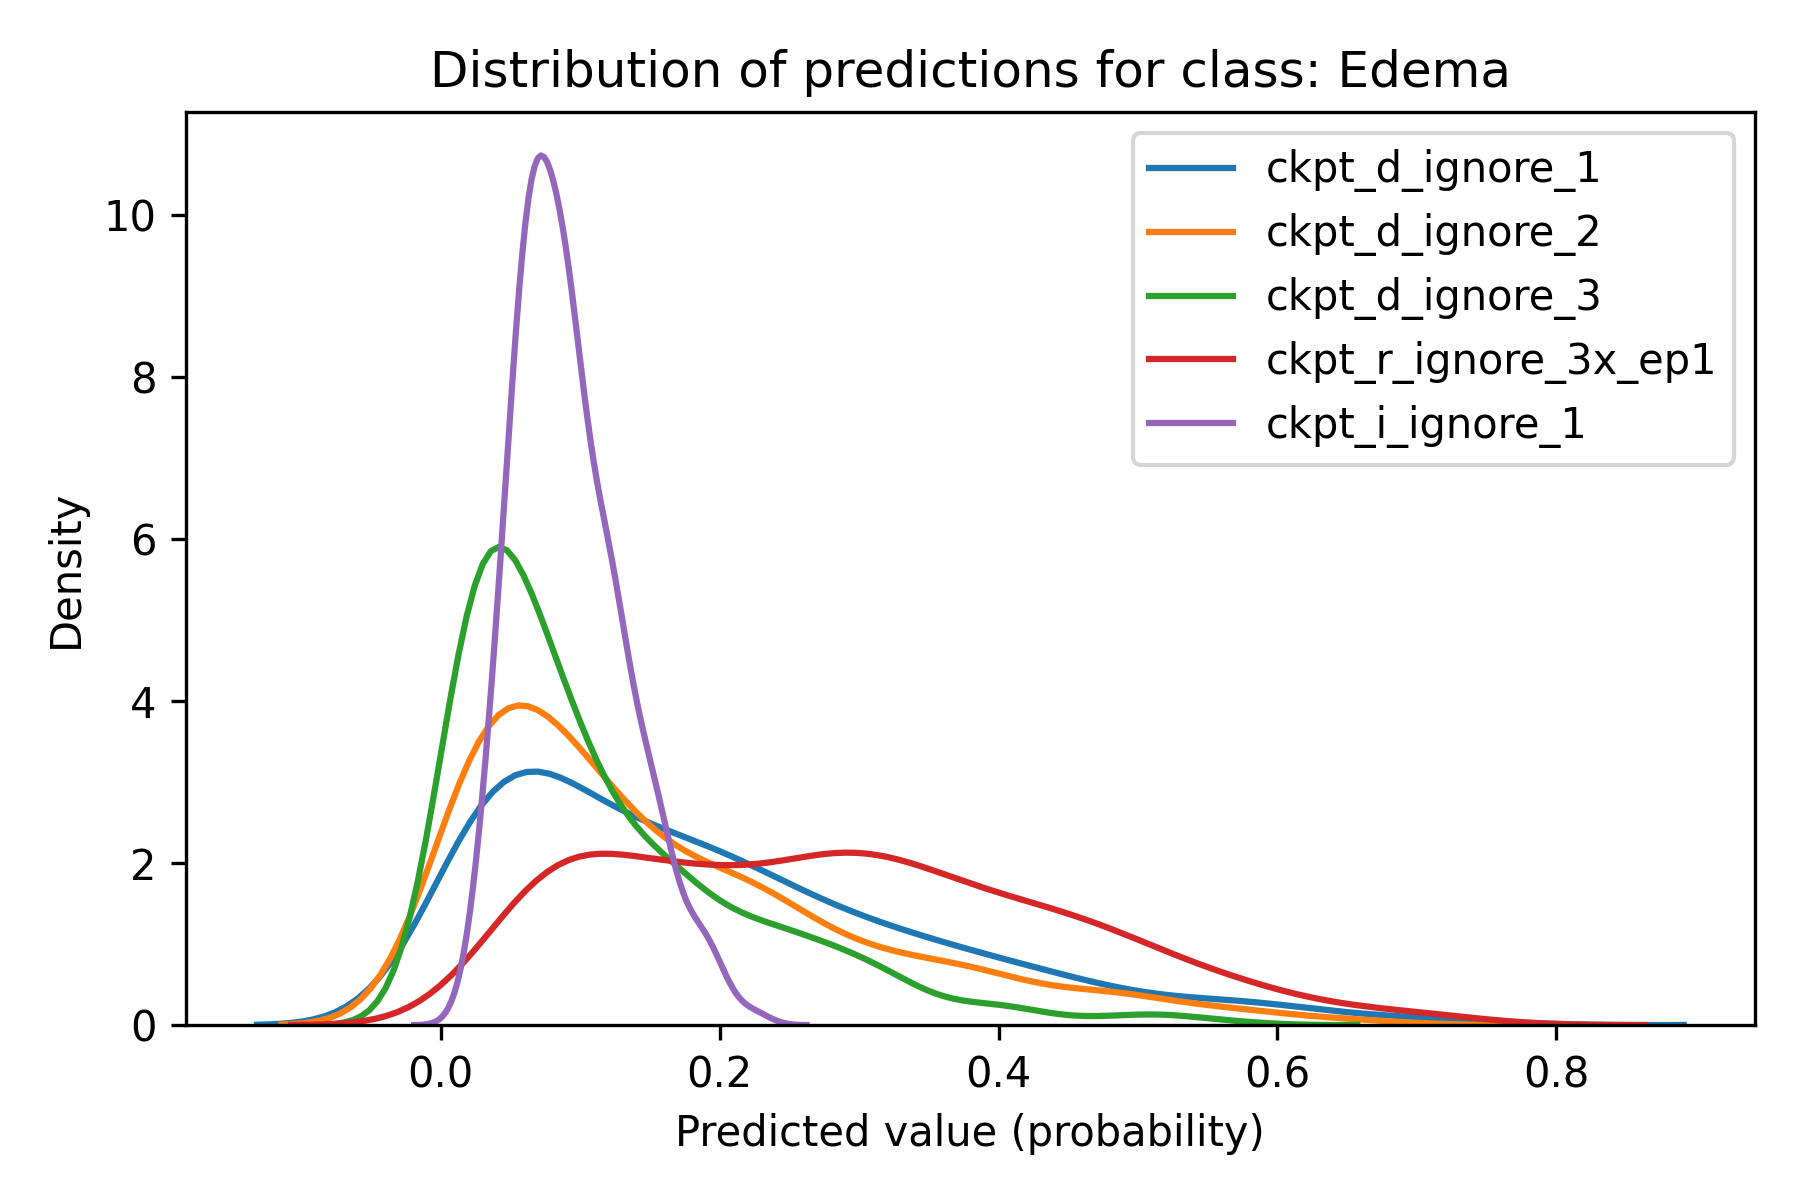 Distribution of predictions for class: Edema
ckpt_d_ignore_1
ckpt_d_ignore_2
ckpt_d_ignore_3
ckpt_r_ignore_3x_ep1
ckpt_i_ignore_1
Density
10
8
6
4
2
0
0.0 0.2 0.4 0.6 0.8
Predicted value (probability)